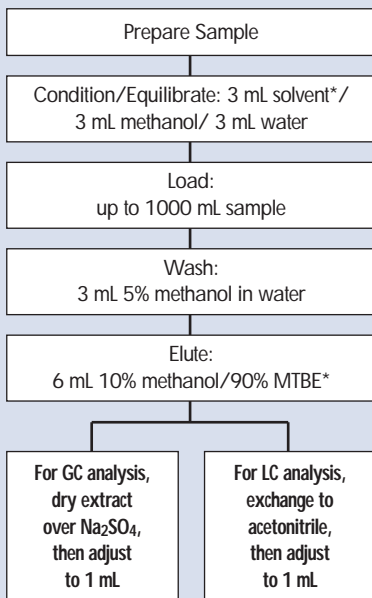 Prepare Sample
Condition/Equilibrate: 3 mL solvent*/
3 mL methanol/ 3 mL water
Load:
up to 1000 mL sample
Wash:
3 mL 5% methanol in water
Elute:
6 mL 10% methanol/90% MTBE*
For GC analysis,
dry extract
over Na₂SO₄,
then adjust
to 1 mL
For LC analysis,
exchange to
acetonitrile,
then adjust
to 1 mL